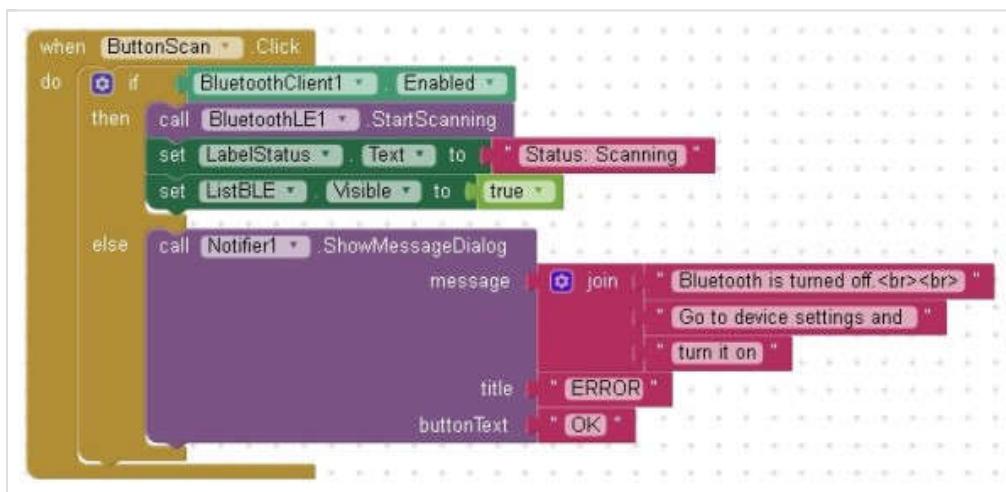 when ButtonScan .Click
do if BluetoothClient1 . Enabled
then call BluetoothLE1 .StartScanning
set LabelStatus . Text to " Status: Scanning "
set ListBLE . Visible to true
else call Notifier1 .ShowMessageDialog
message join " Bluetooth is turned off.<br><br> "
" Go to device settings and "
" turn it on "
title " ERROR "
buttonText " OK "